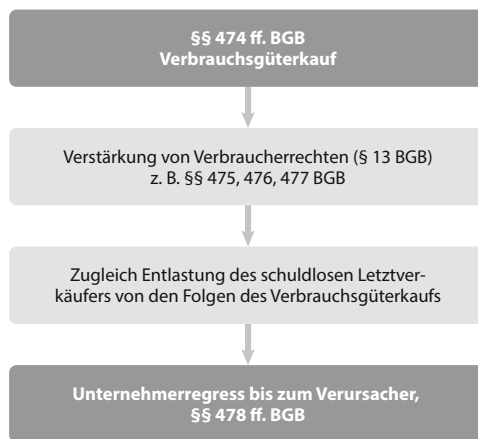 §§ 474 ff. BGB
Verbrauchsgüterkauf
Verstärkung von Verbraucherrechten (§ 13 BGB)
z. B. §§ 475, 476, 477 BGB
Zugleich Entlastung des schuldlosen Letztver-
käufers von den Folgen des Verbrauchsgüterkaufs
Unternehmerregress bis zum Verursacher,
§§ 478 ff. BGB